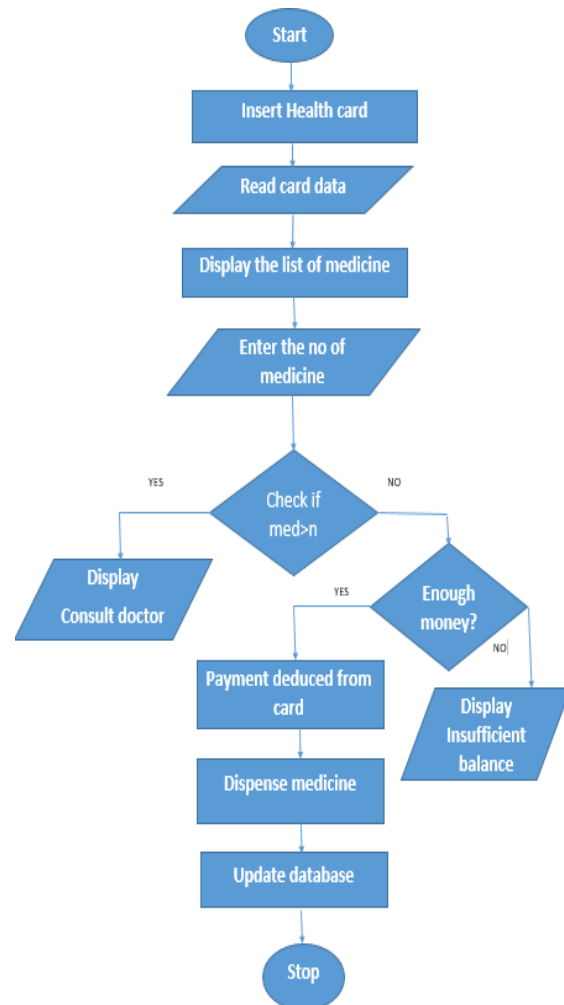 Start
Insert Health card
Read card data
Display the list of medicine
Enter the no of
medicine
YES
NO
Check if
med>n
Display
Consult doctor
YES
Enough
money?
NO
Payment deduced from
card
Display
Insufficient
balance
Dispense medicine
Update database
Stop